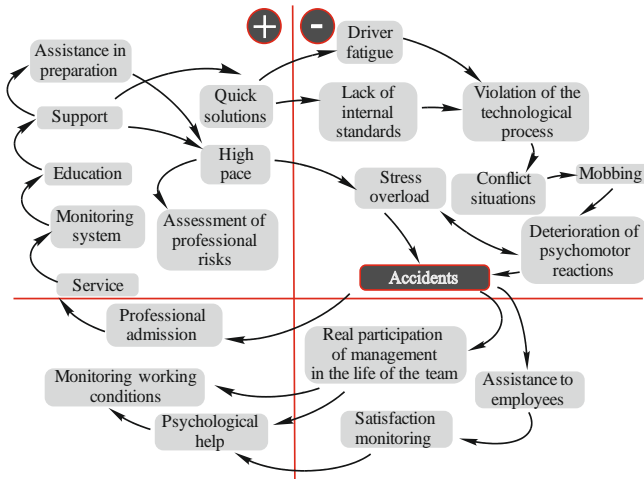 +
-
Assistance in
preparation
Support
Education
Monitoring
system
Service
Quick
solutions
High
pace
Assessment of
professional
risks
Driver
fatigue
Lack of
internal
standards
Violation of the
technological
process
Stress
overload
Conflict
situations
Mobbing
Deterioration of
psychomotor
reactions
Accidents
Professional
admission
Real participation
of management
in the life of the team
Monitoring working
conditions
Psychological
help
Satisfaction
monitoring
Assistance to
employees